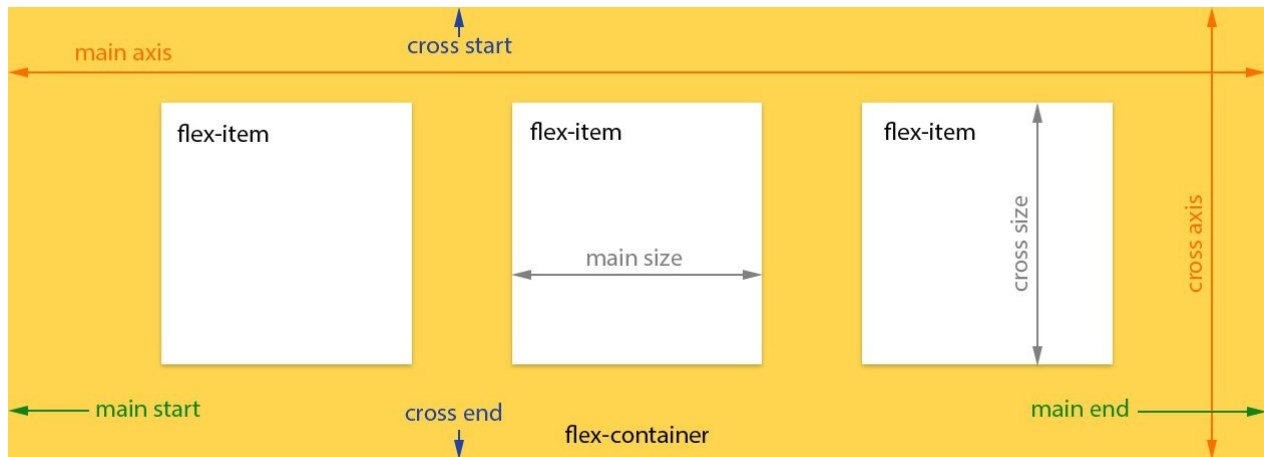 cross start
main axis
flex-item
flex-item
flex-item
main size
cross size
cross axis
main start
cross end
main end
flex-container